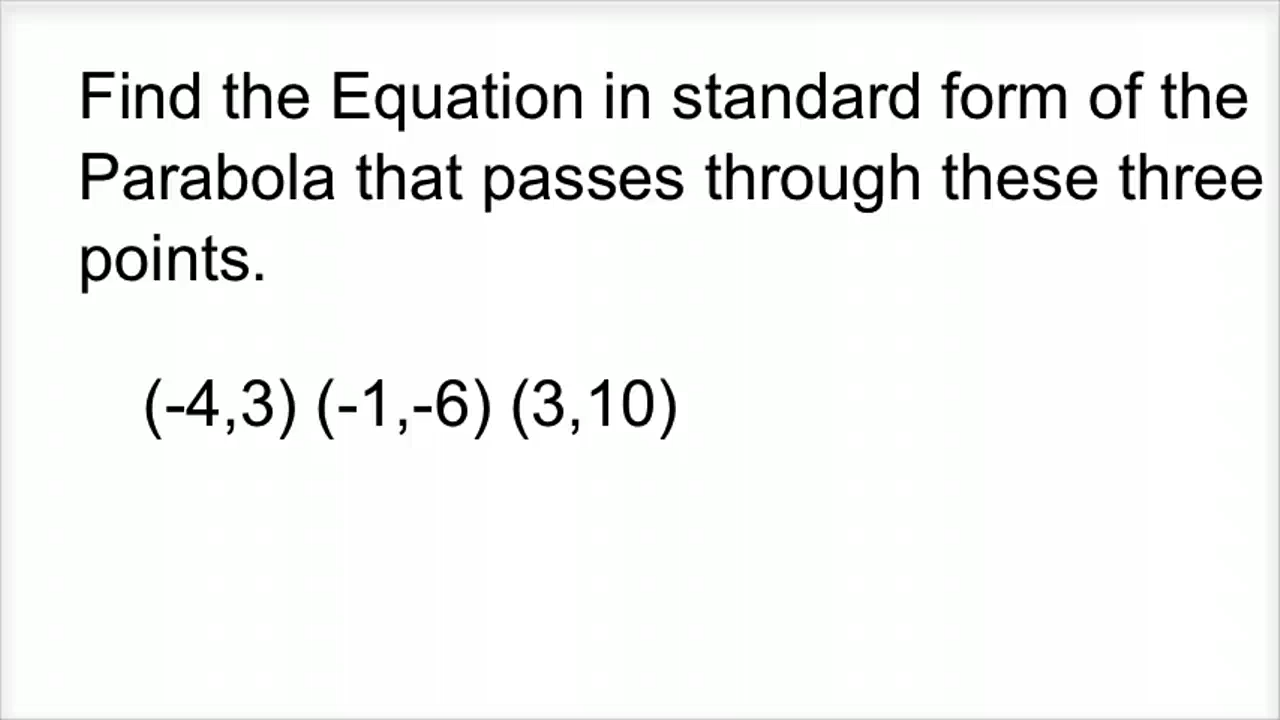 Find the Equation in standard form of the
Parabola that passes through these three
points.
(-4,3) (-1,-6) (3,10)